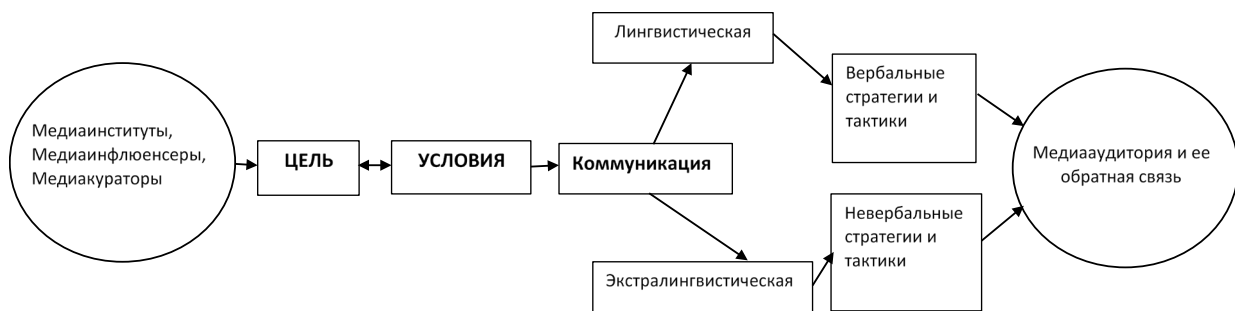 Медиаинституты,
Медиаинфлюенсеры,
Медиакураторы
ЦЕЛЬ
УСЛОВИЯ
Коммуникация
Лингвистическая
Экстралингвистическая
Вербальные
стратегии и
тактики
Невербальные
стратегии и
тактики
Медиааудитория и ее
обратная связь